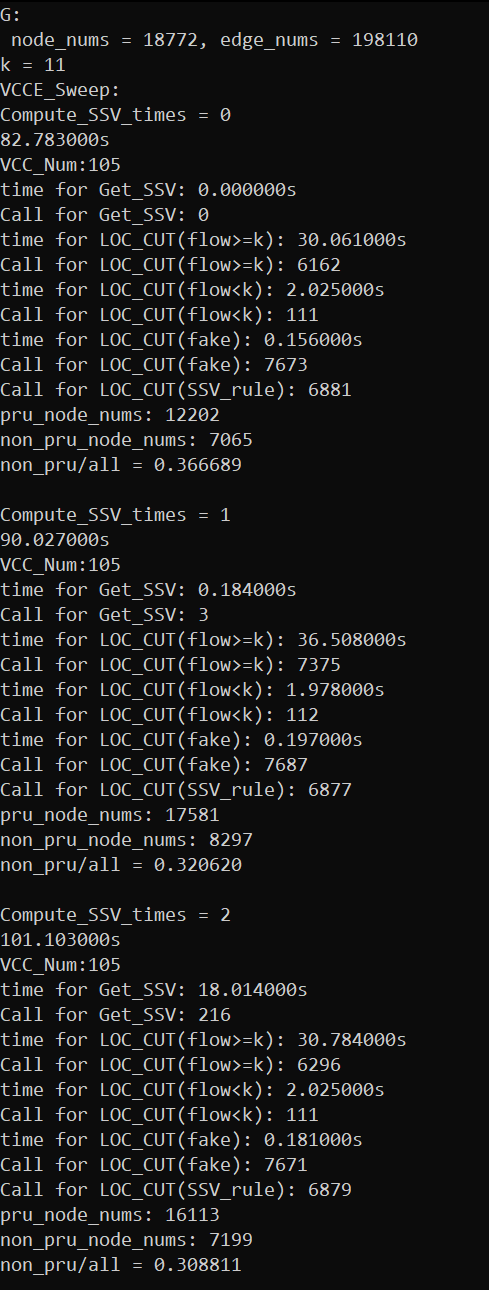 G:
 node_nums = 18772, edge_nums = 198110
k = 11
VCCE_Sweep:
Compute_SSV_times = 0
82.783000s
VCC_Num:105
time for Get_SSV: 0.000000s
Call for Get_SSV: 0
time for LOC_CUT(flow>=k): 30.061000s
Call for LOC_CUT(flow>=k): 6162
time for LOC_CUT(flow<k): 2.025000s
Call for LOC_CUT(flow<k): 111
time for LOC_CUT(fake): 0.156000s
Call for LOC_CUT(fake): 7673
Call for LOC_CUT(SSV_rule): 6881
pru_node_nums: 12202
non_pru_node_nums: 7065
non_pru/all = 0.366689

Compute_SSV_times = 1
90.027000s
VCC_Num:105
time for Get_SSV: 0.184000s
Call for Get_SSV: 3
time for LOC_CUT(flow>=k): 36.508000s
Call for LOC_CUT(flow>=k): 7375
time for LOC_CUT(flow<k): 1.978000s
Call for LOC_CUT(flow<k): 112
time for LOC_CUT(fake): 0.197000s
Call for LOC_CUT(fake): 7687
Call for LOC_CUT(SSV_rule): 6877
pru_node_nums: 17581
non_pru_node_nums: 8297
non_pru/all = 0.320620

Compute_SSV_times = 2
101.103000s
VCC_Num:105
time for Get_SSV: 18.014000s
Call for Get_SSV: 216
time for LOC_CUT(flow>=k): 30.784000s
Call for LOC_CUT(flow>=k): 6296
time for LOC_CUT(flow<k): 2.025000s
Call for LOC_CUT(flow<k): 111
time for LOC_CUT(fake): 0.181000s
Call for LOC_CUT(fake): 7671
Call for LOC_CUT(SSV_rule): 6879
pru_node_nums: 16113
non_pru_node_nums: 7199
non_pru/all = 0.308811